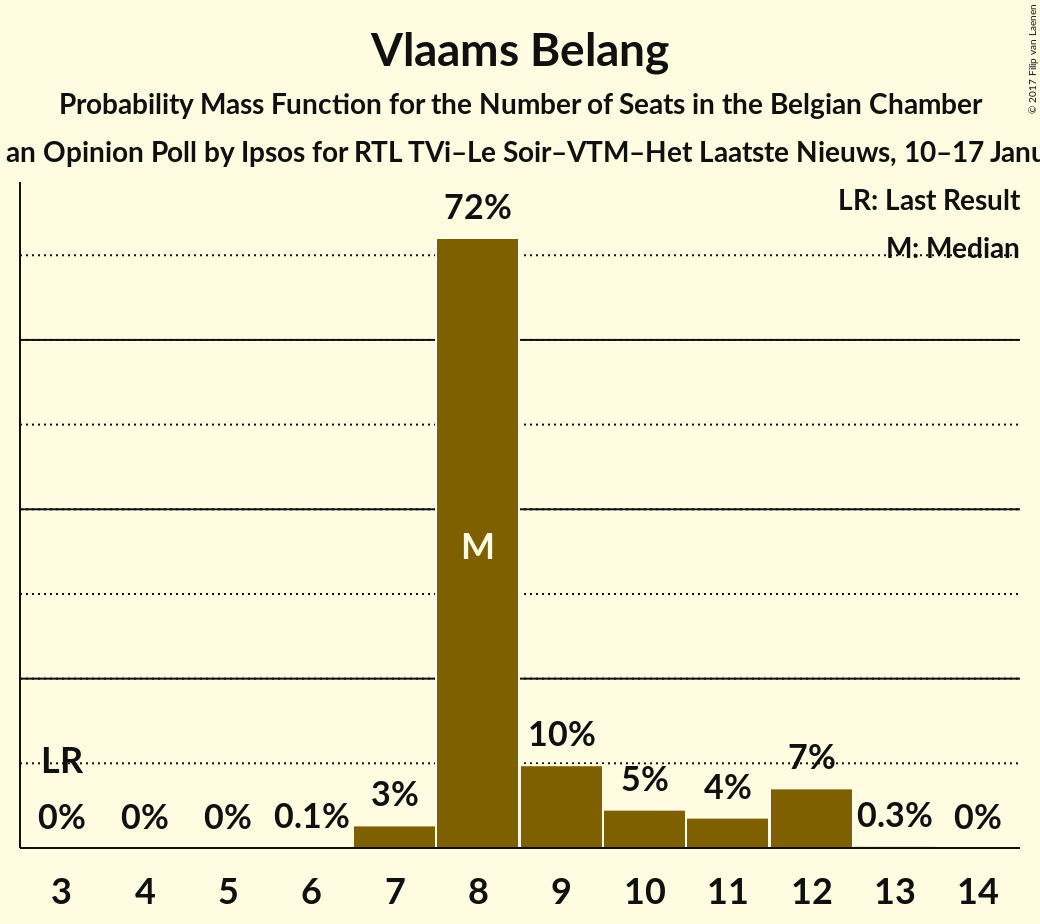 Vlaams Belang
Probability Mass Function for the Number of Seats in the Belgian Chamber
an Opinion Poll by Ipsos for RTL TVi–Le Soir–VTM–Het Laatste Nieuws, 10–17
© 2017 Filip van Laenen
LR: Last Result
M: Median
72%
M
LR
10%
7%
5%
4%
3%
0% 0% 0% 0.1% 0.3% 0%
3 4 5 6 7 8 9 10 11 12 13 14